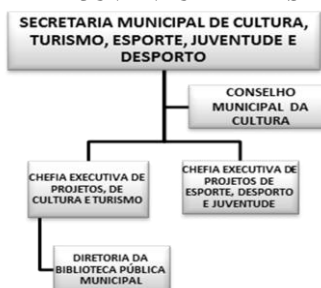 SECRETARIA MUNICIPAL DE CULTURA,
TURISMO, ESPORTE, JUVENTUDE E
DESPORTO
CONSELHO
MUNICIPAL DA
CULTURA
CHEFIA EXECUTIVA DE
PROJETOS, DE
CULTURA E TURISMO
CHEFIA EXECUTIVA DE
PROJETOS DE
ESPORTE, DESPORTO
E JUVENTUDE
DIRETORIA DA
BIBLIOTECA PÚBLICA
MUNICIPAL